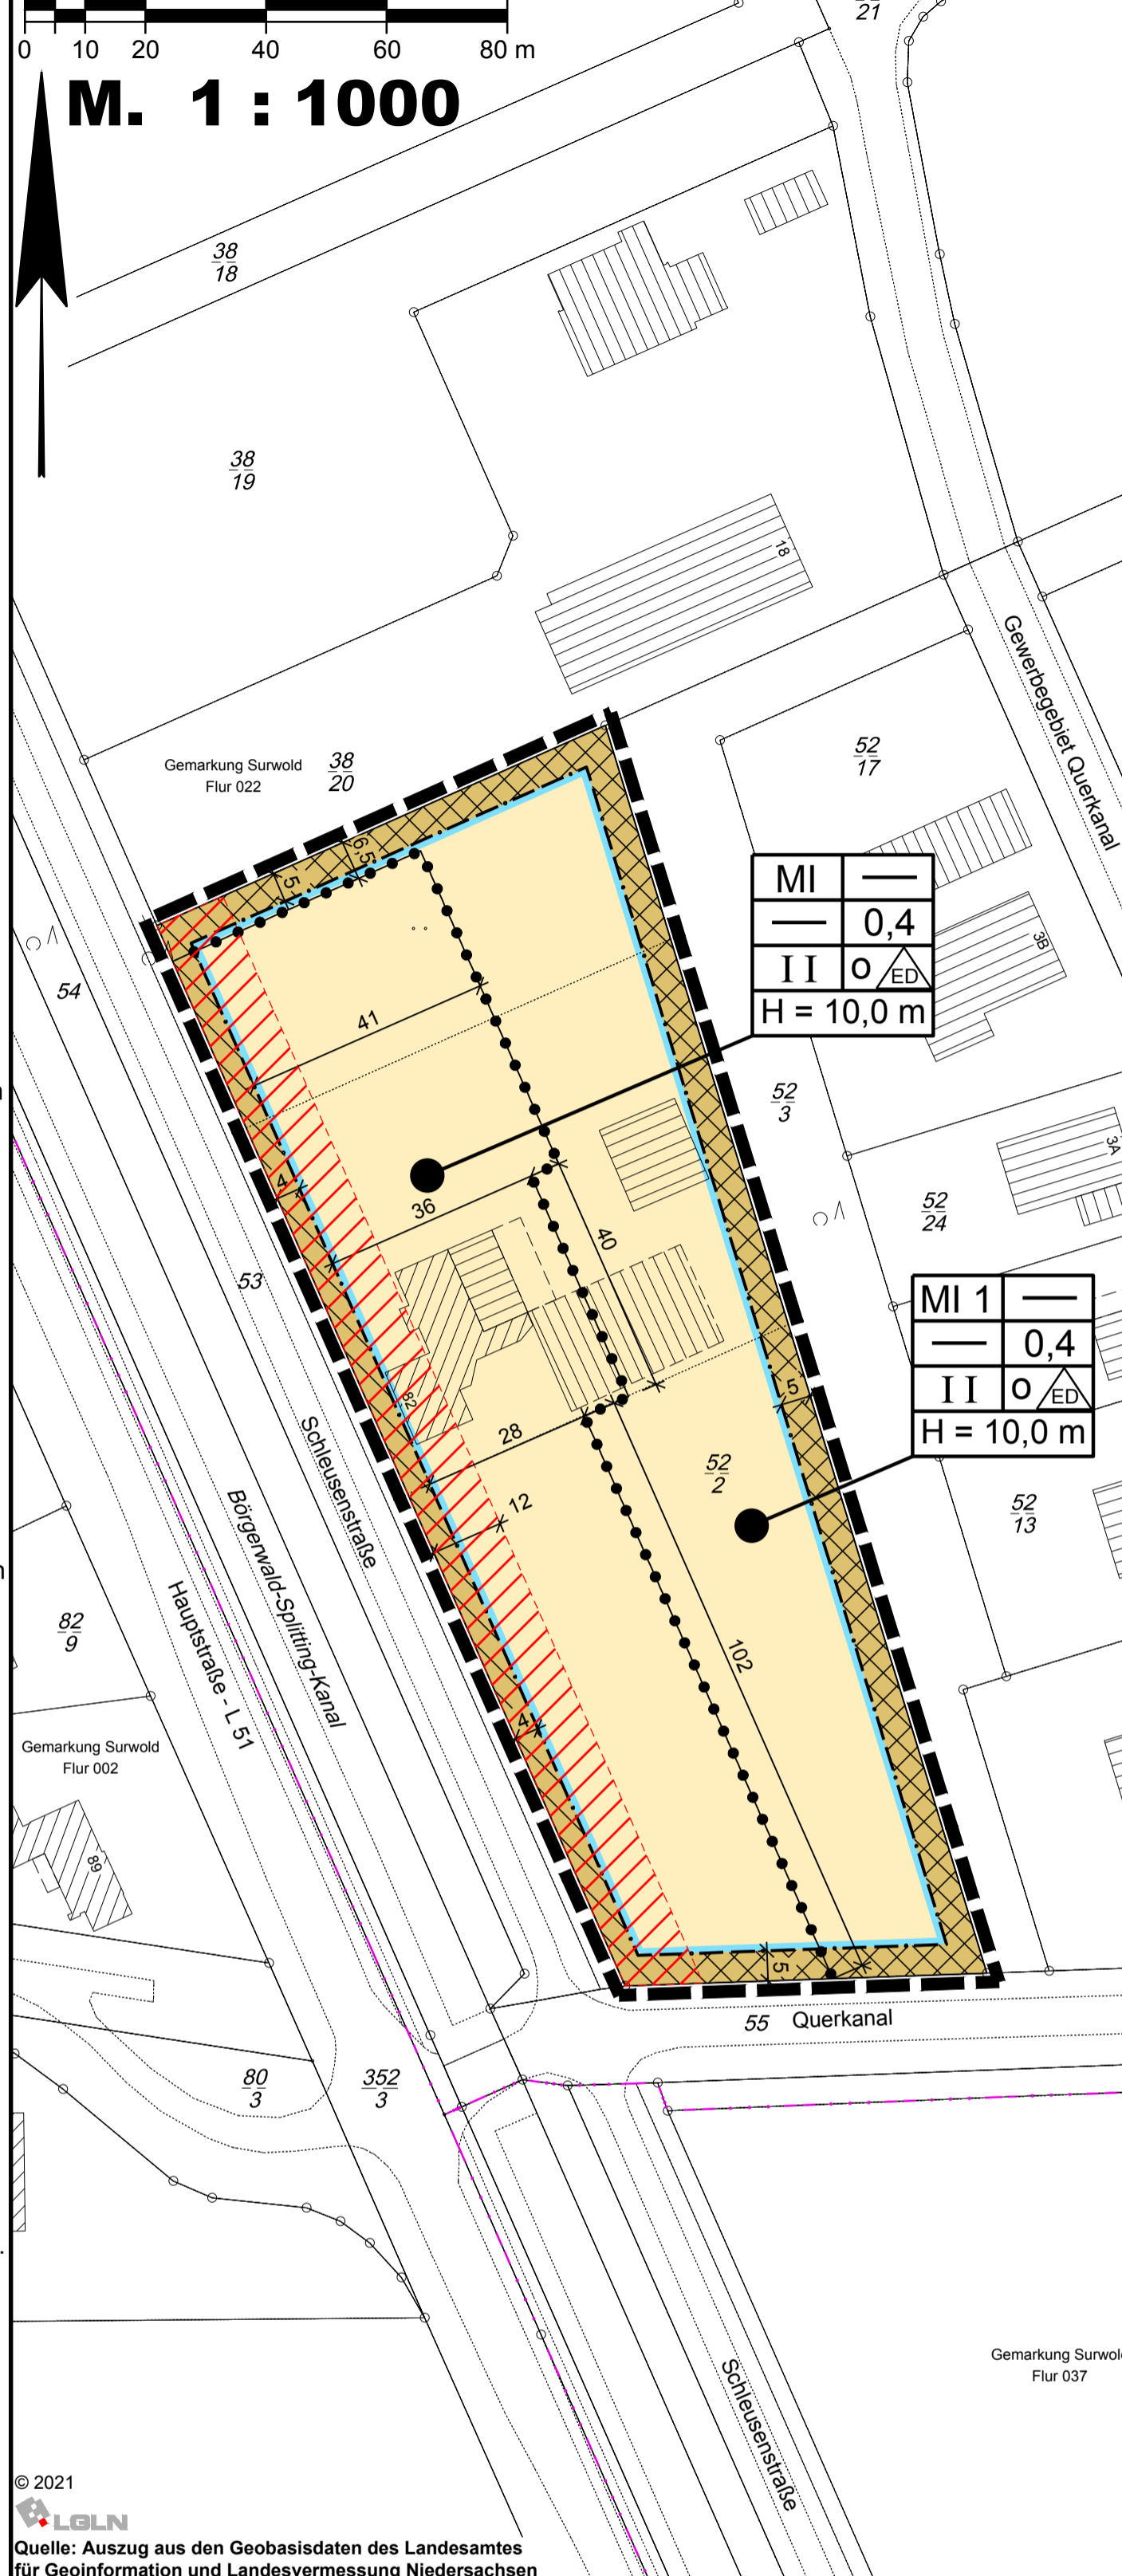 0 10 20 40 60 80 m
M. 1 : 1000
21
38
18
38
19
18
Gewerbegebiet Querkanal
Gemarkung Surwold
Flur 022
38
20
52
17
6,5
5
MI —
— 0,4
II o ED
H = 10,0 m
3B
54
41
52
3
3A
4
36
40
52
24
53
MI 1 —
— 0,4
II o ED
H = 10,0 m
82
5
28
52
2
12
52
13
Schleusenstraße
Börgerwald-Splitting-Kanal
Hauptstraße - L 51
82
9
102
4
Gemarkung Surwold
Flur 002
89
5
55 Querkanal
80
3
352
3
Schleusenstraße
Flur 037
© 2021
LGLN
Quelle: Auszug aus den Geobasisdaten des Landesamtes
für Geoinformation und Landesvermessung Niedersachsen